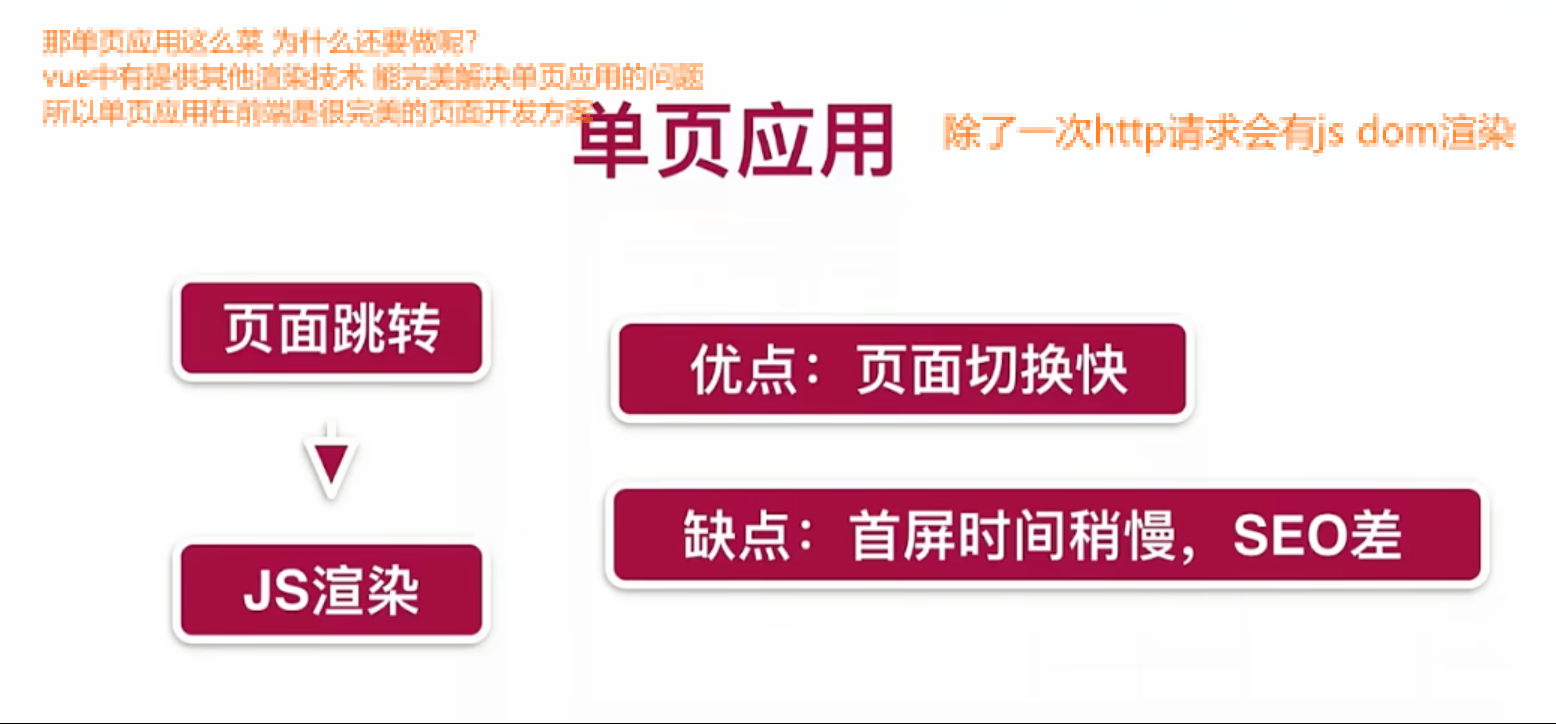 那单页应用这么菜 为什么还要做呢?
vue中有提供其他渲染技术 能完美解决单页应用的问题
所以单页应用在前端是很完美的页面开发方案
单页应用
除了一次http请求会有js dom渲染
页面跳转
优点：页面切换快
缺点：首屏时间稍慢，SEO差
JS渲染